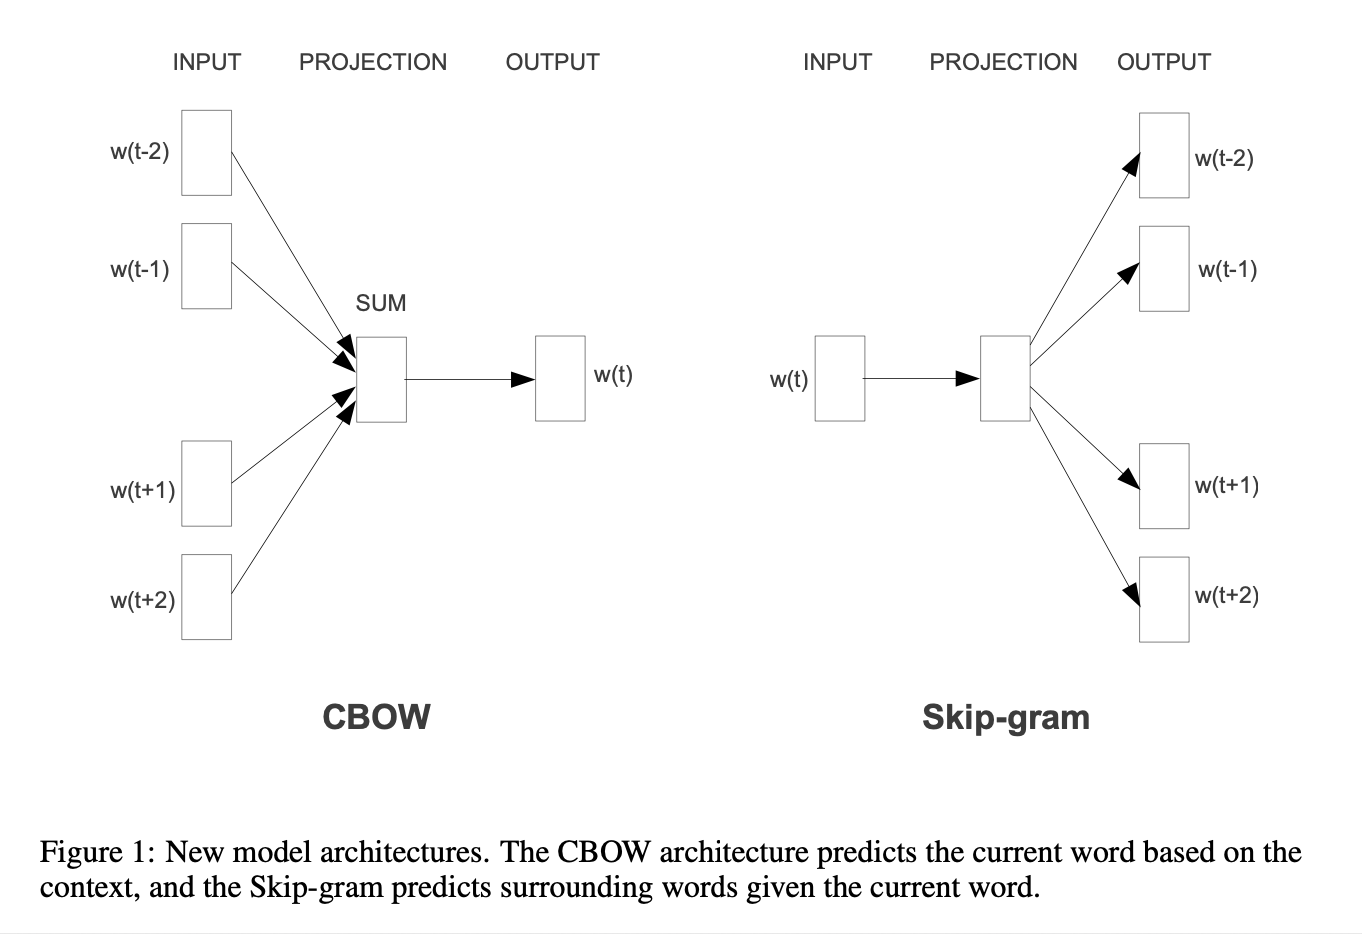 INPUT PROJECTION OUTPUT
w(t-2)
w(t-1)
SUM
w(t)
w(t+1)
w(t+2)
CBOW
INPUT PROJECTION OUTPUT
w(t-2)
w(t-1)
w(t)
w(t+1)
w(t+2)
Skip-gram
Figure 1: New model architectures. The CBOW architecture predicts the current word based on the
context, and the Skip-gram predicts surrounding words given the current word.